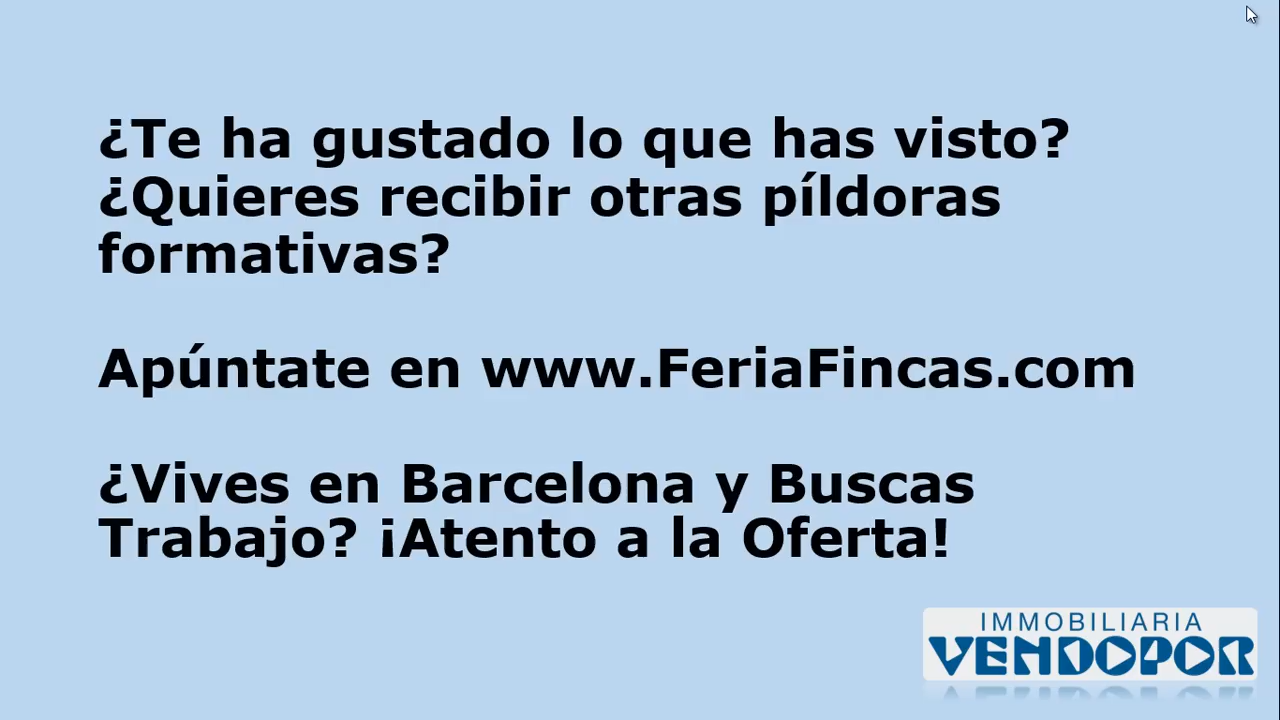 ¿Te ha gustado lo que has visto?
¿Quieres recibir otras píldoras
formativas?
Apúntate en www.FeriaFincas.com
¿Vives en Barcelona y Buscas
Trabajo? ¡Atento a la Oferta!
IMMOBILIARIA
VENDOPOR